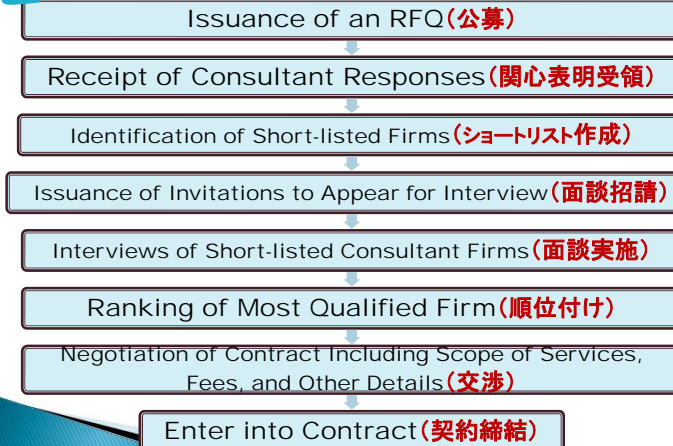 Issuance of an RFQ(公募)
Receipt of Consultant Responses(関心表明受領)
Identification of Short-listed Firms(ショートリスト作成)
Issuance of Invitations to Appear for Interview(面談招請)
Interviews of Short-listed Consultant Firms(面談実施)
Ranking of Most Qualified Firm(順位付け)
Negotiation of Contract Including Scope of Services,
Fees, and Other Details(交渉)
Enter into Contract(契約締結)